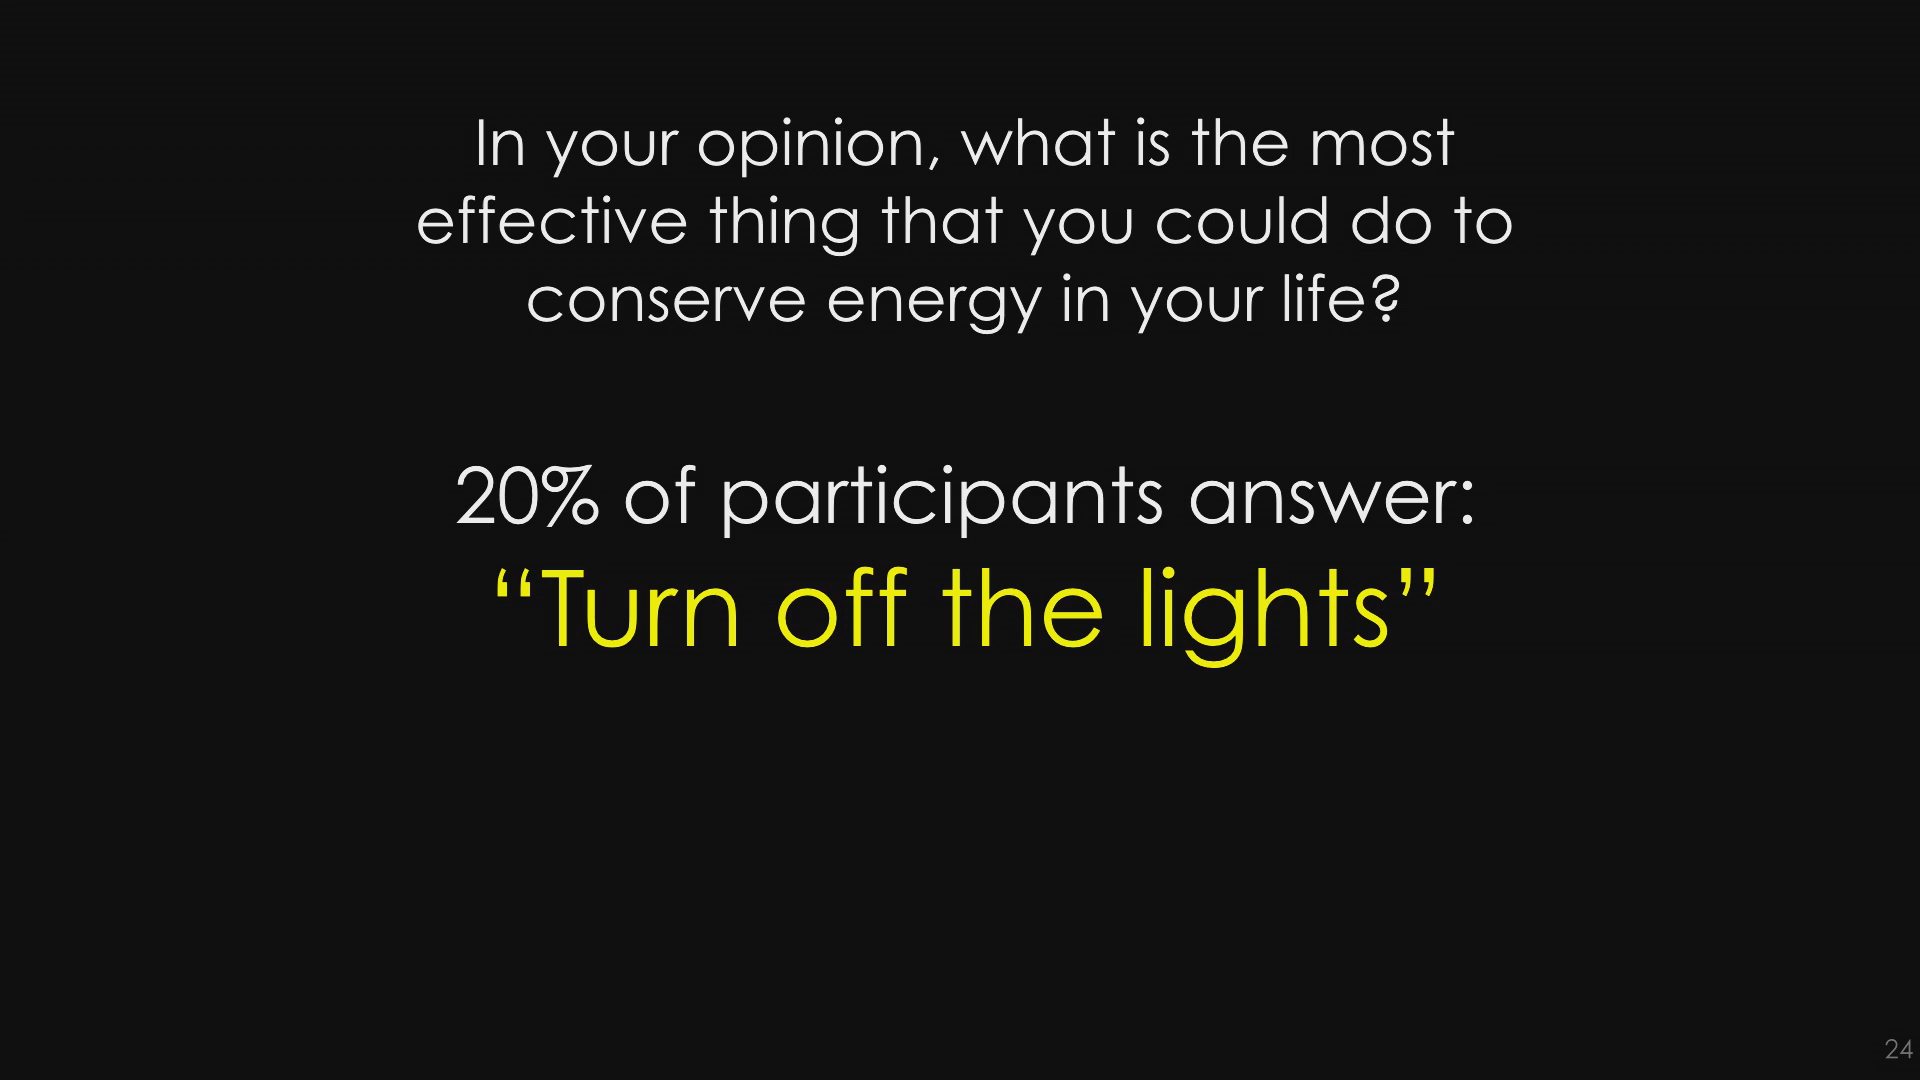 In your opinion, what is the most
effective thing that you could do to
conserve energy in your life?
20% of participants answer:
“Turn off the lights”
24